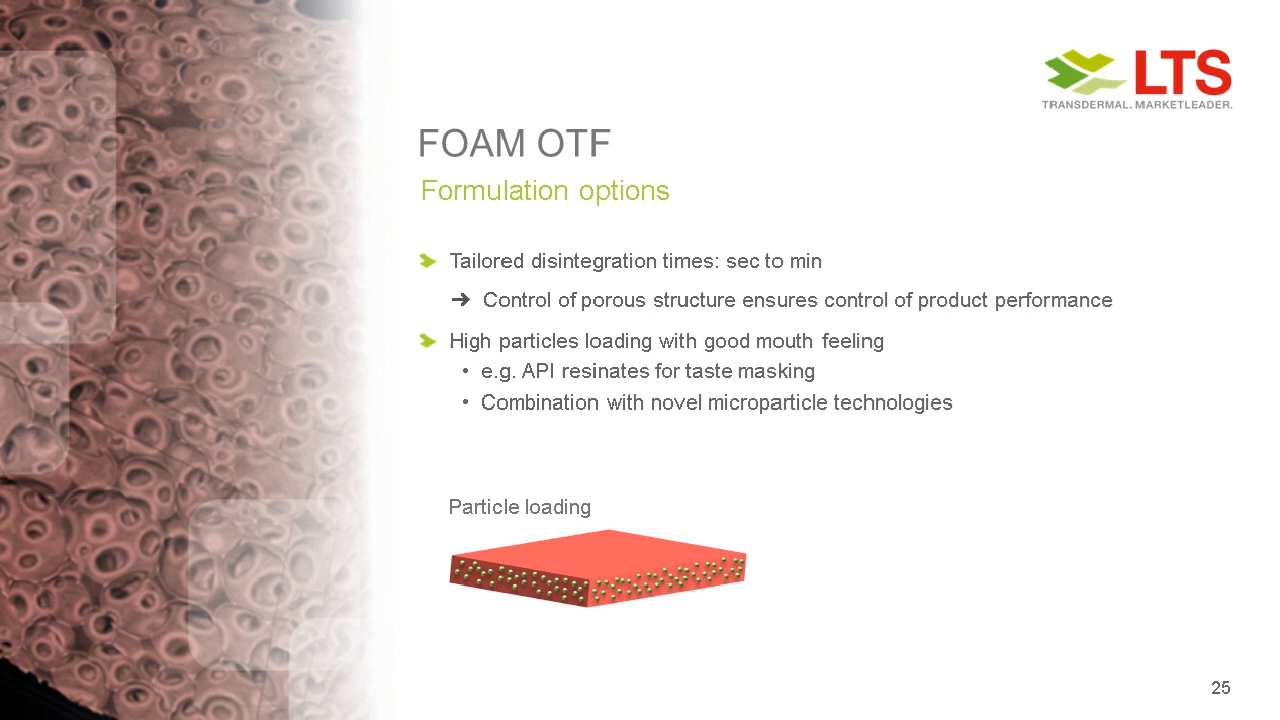 LTS
TRANSDERMAL. MARKETLEADER.
FOAM OTF
Formulation options
Tailored disintegration times: sec to min
➔ Control of porous structure ensures control of product performance
High particles loading with good mouth feeling
• e.g. API resinates for taste masking
• Combination with novel microparticle technologies
Particle loading
25